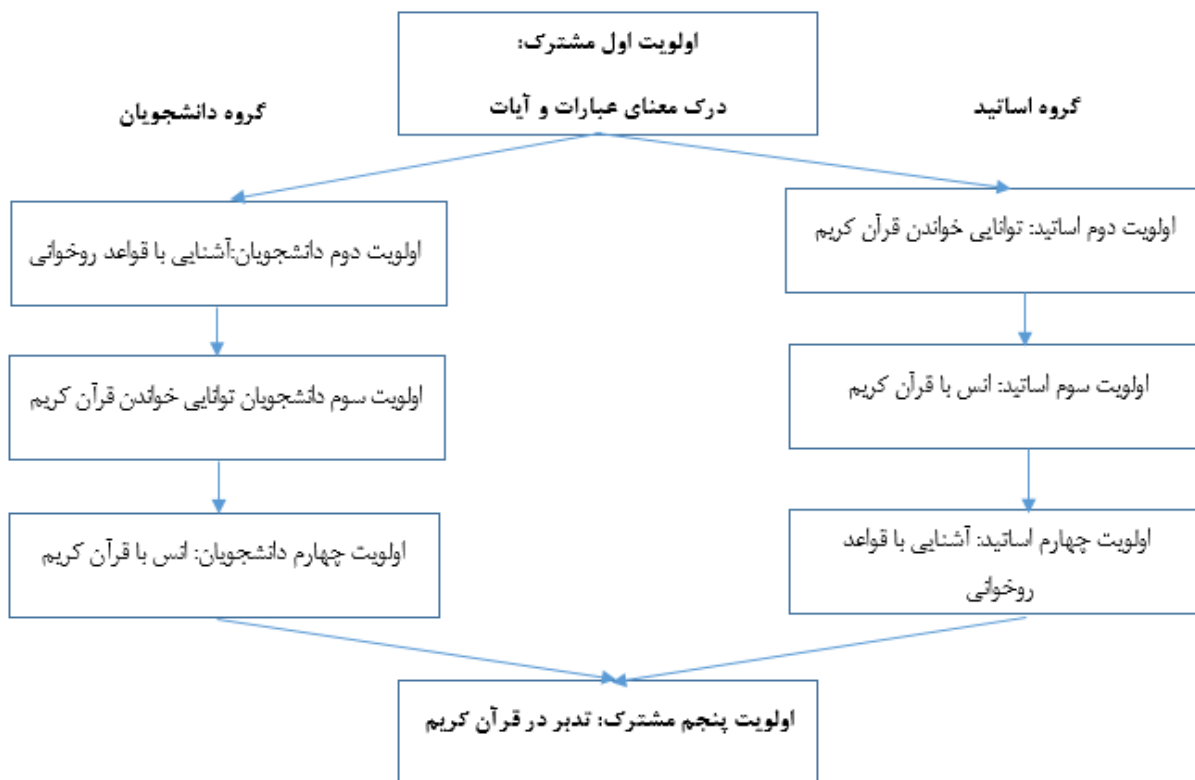 اولویت اول مشترک:
درک معنای عبارات و آیات
گروه اساتید
گروه دانشجویان
اولویت دوم اساتید: توانایی خواندن قرآن کریم
اولویت دوم دانشجویان:آشنایی با قواعد روخوانی
اولویت سوم اساتید: انس با قرآن کریم
اولویت سوم دانشجویان توانایی خواندن قرآن کریم
اولویت چهارم اساتید: آشنایی با قواعد
روخوانی
اولویت چهارم دانشجویان: انس با قرآن کریم
اولویت پنجم مشترک: تدبر در قرآن کریم